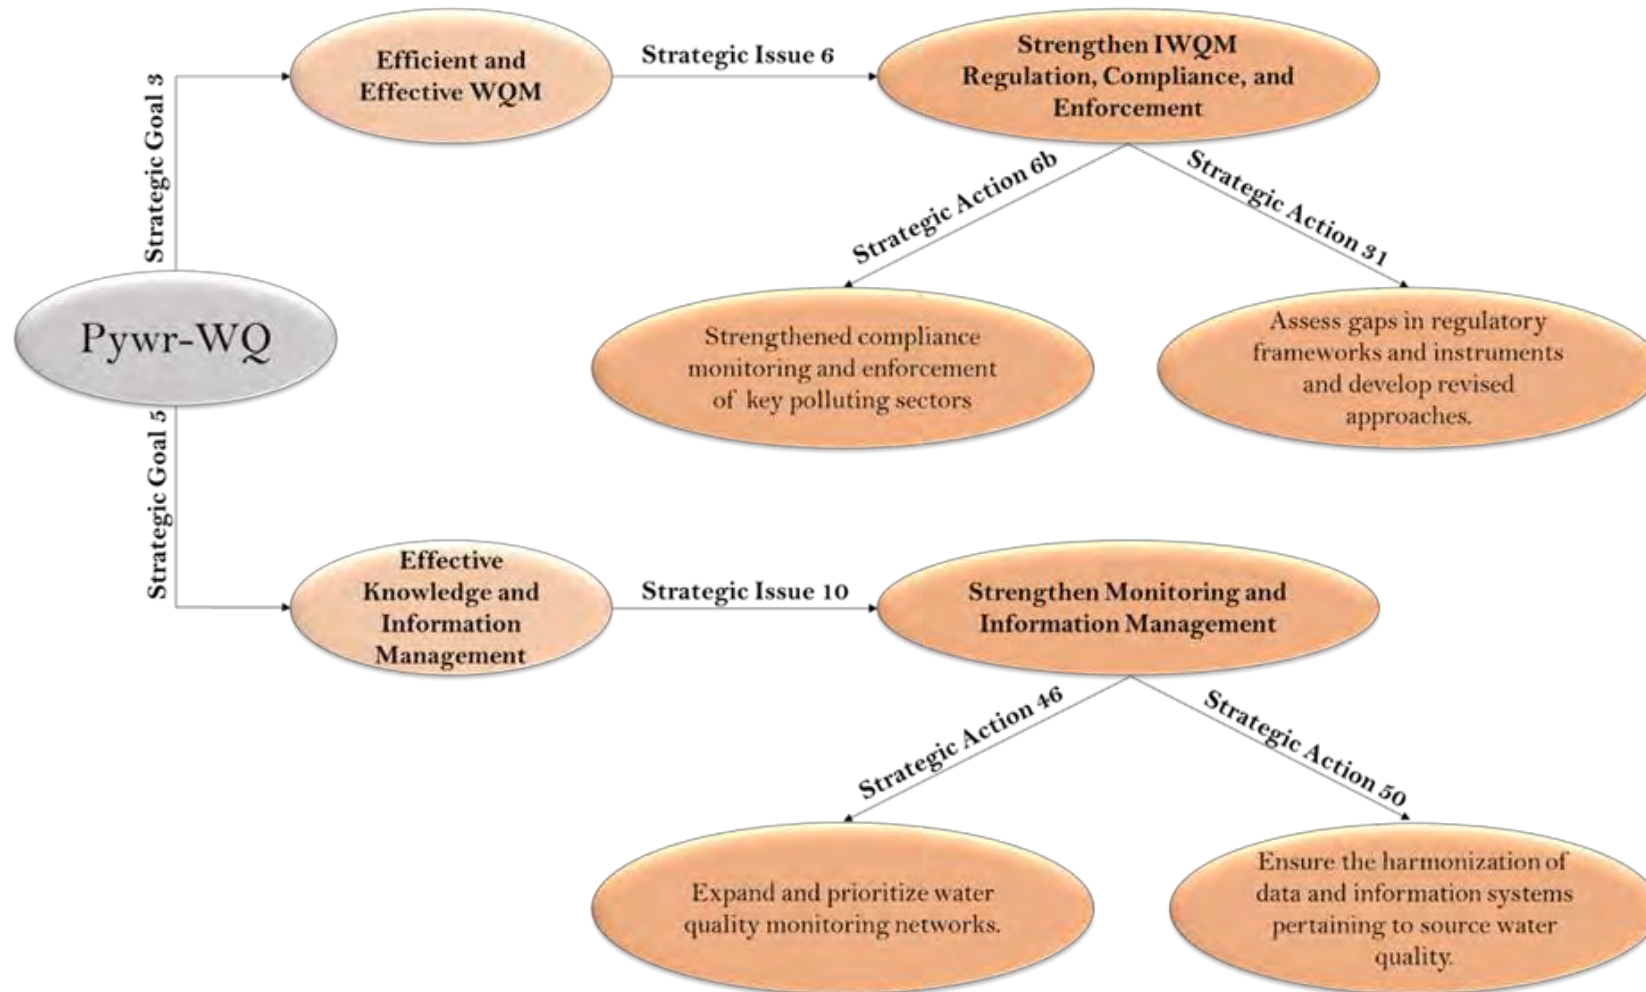 Strategic Goal 3
Efficient and
Effective WQM
Strategic Issue 6
Strengthen IWQM
Regulation, Compliance, and
Enforcement
Strategic Action 6b
Strategic Action 31
Pywr-WQ
Strengthened compliance
monitoring and enforcement
of key polluting sectors
Assess gaps in regulatory
frameworks and instruments
and develop revised
approaches.
Strategic Goal 5
Effective
Knowledge and
Information
Management
Strategic Issue 10
Strengthen Monitoring and
Information Management
Strategic Action 46
Strategic Action 50
Expand and prioritize water
quality monitoring networks.
Ensure the harmonization of
data and information systems
pertaining to source water
quality.